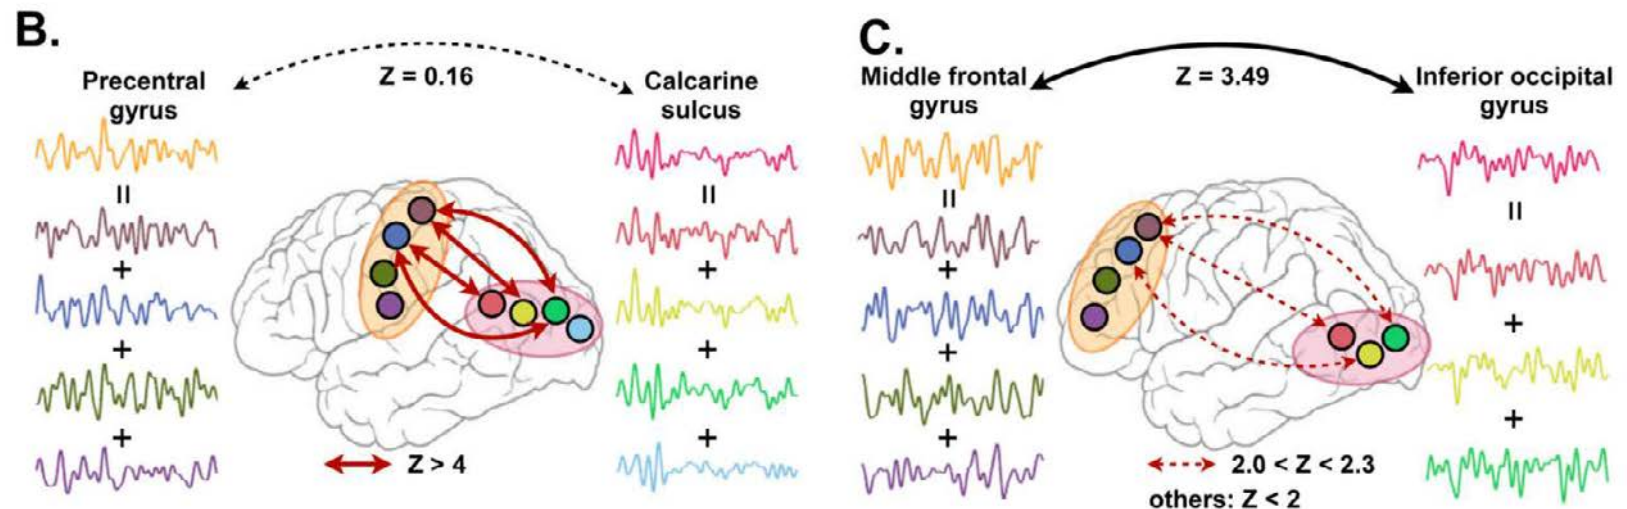 B.
Precentral
gyrus
Z = 0.16
Calcarine
sulcus
=
+
+
+
=
+
+
+
Z > 4
C.
Middle frontal
gyrus
Z = 3.49
Inferior occipital
gyrus
=
+
+
+
=
+
+
2.0 < Z < 2.3
others: Z < 2